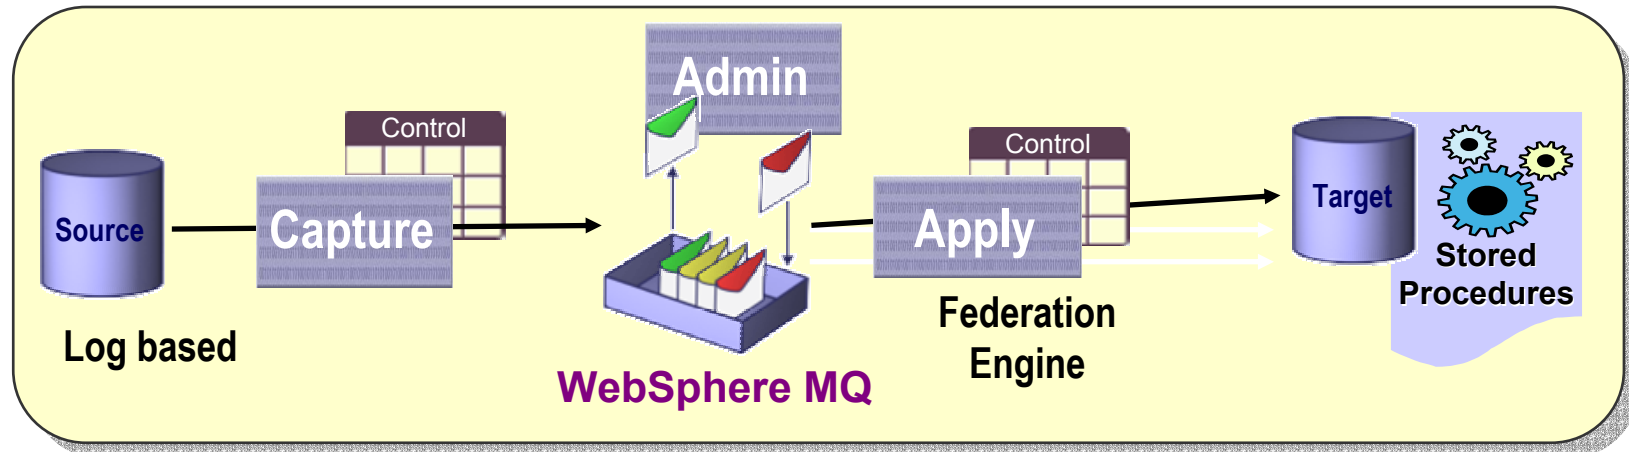 Admin
Control
Control
Source
Capture
Apply
Target
Stored
Procedures
Log based
Federation
Engine
WebSphere MQ